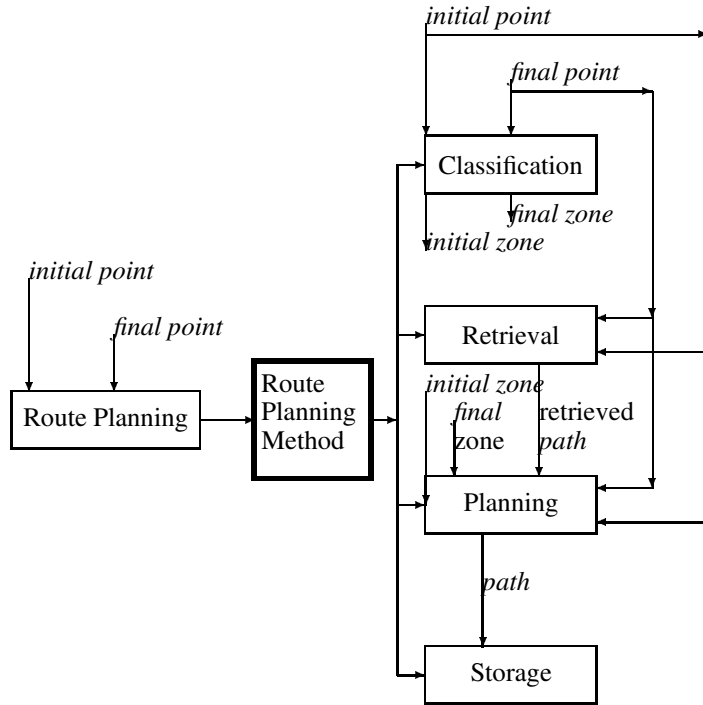 initial point
final point
Classification
final zone
initial zone
initial point
final point
Route Planning
Route
Planning
Method
Retrieval
initial zone
final
zone
retrieved
path
Planning
path
Storage